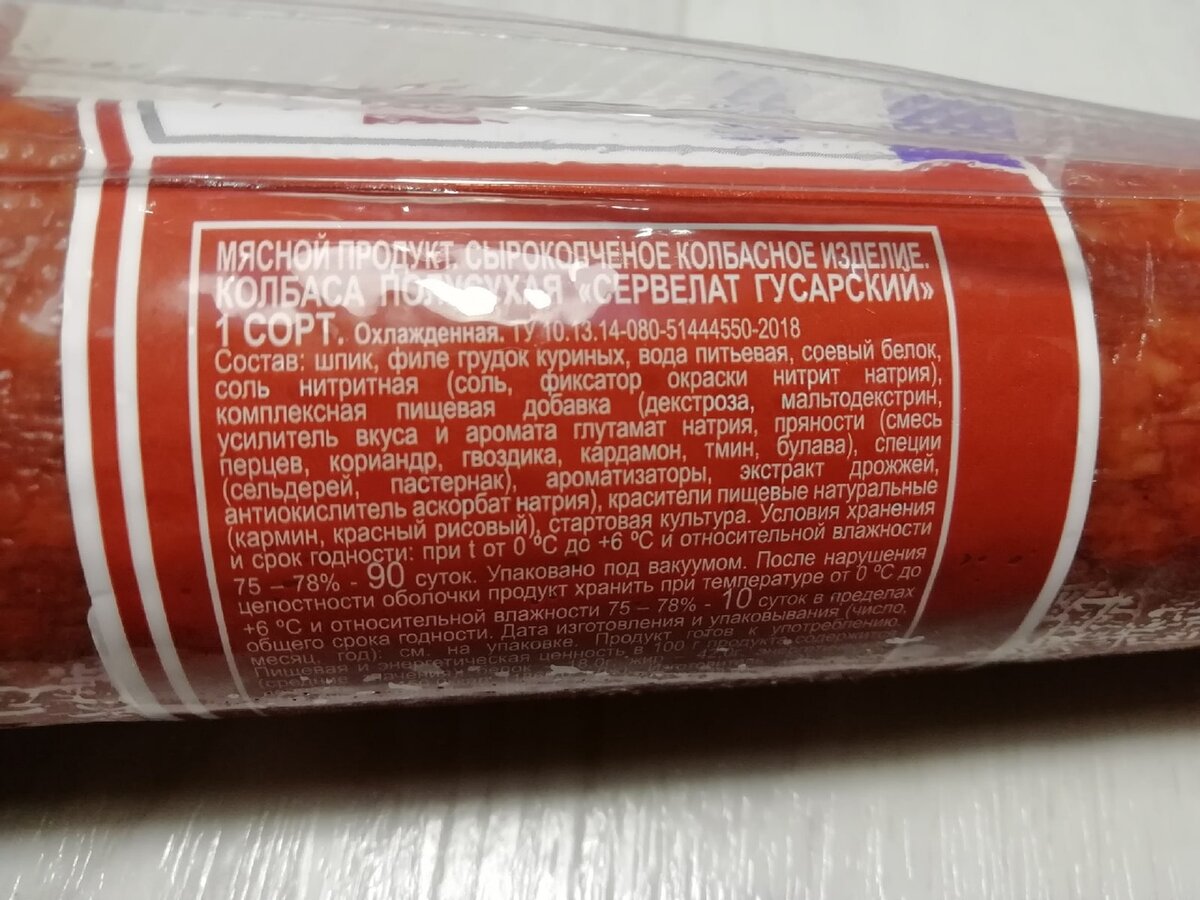 МЯСНОЙ ПРОДУКТ. СЫРОКОПЧЕНОЕ КОЛБАСНОЕ ИЗДЕЛИЕ.
КОЛБАСА ПОЛУСУХАЯ «СЕРВЕЛАТ ГУСАРСКИЙ»
1 СОРТ. Охлажденная. ТУ 10.13.14-080-51444550-2018
Состав: шпик, филе грудок куриных, вода питьевая, соевый белок,
соль нитритная (соль, фиксатор окраски нитрит натрия),
комплексная пищевая добавка (декстроза, мальтодекстрин,
усилитель вкуса и аромата глутамат натрия, пряности (смесь
перцев, кориандр, гвоздика, кардамон, тмин, булава), специи
(сельдерей, пастернак), ароматизаторы, экстракт дрожжей,
антиокислитель аскорбат натрия), красители пищевые натуральные
(кармин, красный рисовый), стартовая культура. Условия хранения
и срок годности: при t от 0 °С до +6 °С и относительной влажности
75 – 78% - 90 суток. Упаковано под вакуумом. После нарушения
целостности оболочки продукт хранить при температуре от 0 °С до
+6 °С и относительной влажности 75 – 78% - 10 суток в пределах
общего срока годности. Дата изготовления и упаковывания (число,
месяц, год): см. на упаковке. Продукт готов к употреблению.
Пищевая и энергетическая ценность в 100 г продукта содержится